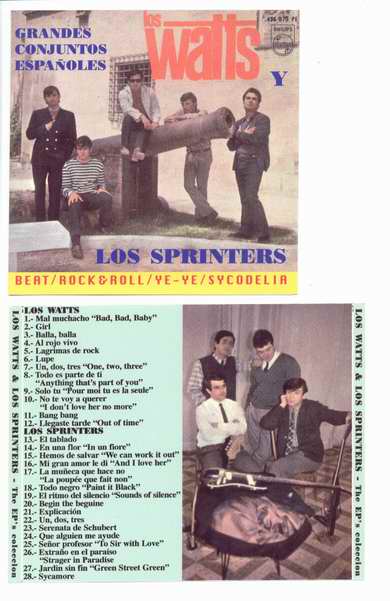 GRANDES
CONJUNTOS
ESPAÑOLES
los
watts
436 875 PE
PHILIPS
Y
LOS SPRINTERS
BEAT/ROCK&ROLL/YE-YE/SYCODELIA
LOS WATTS & LOS SPRINTERS - The EP's coleccion
LOS WATTS
1.- Mal muchacho "Bad, Bad, Baby"
2.- Girl
3.- Balla, balla
4.- Al rojo vivo
5.- Lagrimas de rock
6.- Lupe
7.- Un, dos, tres "One, two, three"
8.- Todo es parte de ti
"Anything that's part of you"
9.- Solo tu "Pour moi tu es la seule"
10.- No te voy a querer
"I don't love her no more"
11.- Bang bang
12.- Llegaste tarde "Out of time"
LOS SPRINTERS
13.- El tablado
14.- En una flor "In un fiore"
15.- Hemos de salvar "We can work it out"
16.- Mi gran amor le di "And I love her"
17.- La muñeca que hace no
"La poupée que fait non"
18.- Todo negro "Paint it Black"
19.- El ritmo del silencio "Sounds of silence"
20.- Begin the beguine
21.- Explicación
22.- Un, dos, tres
23.- Serenata de Schubert
24.- Que alguien me ayude
25.- Señor profesor "To Sir with Love"
26.- Extraño en el paraiso
"Strager in Paradise
27.- Jardin sin fin "Green Street Green"
28.- Sycamore
LOS WATTS & LOS SPRINTERS - The EP's coleccion